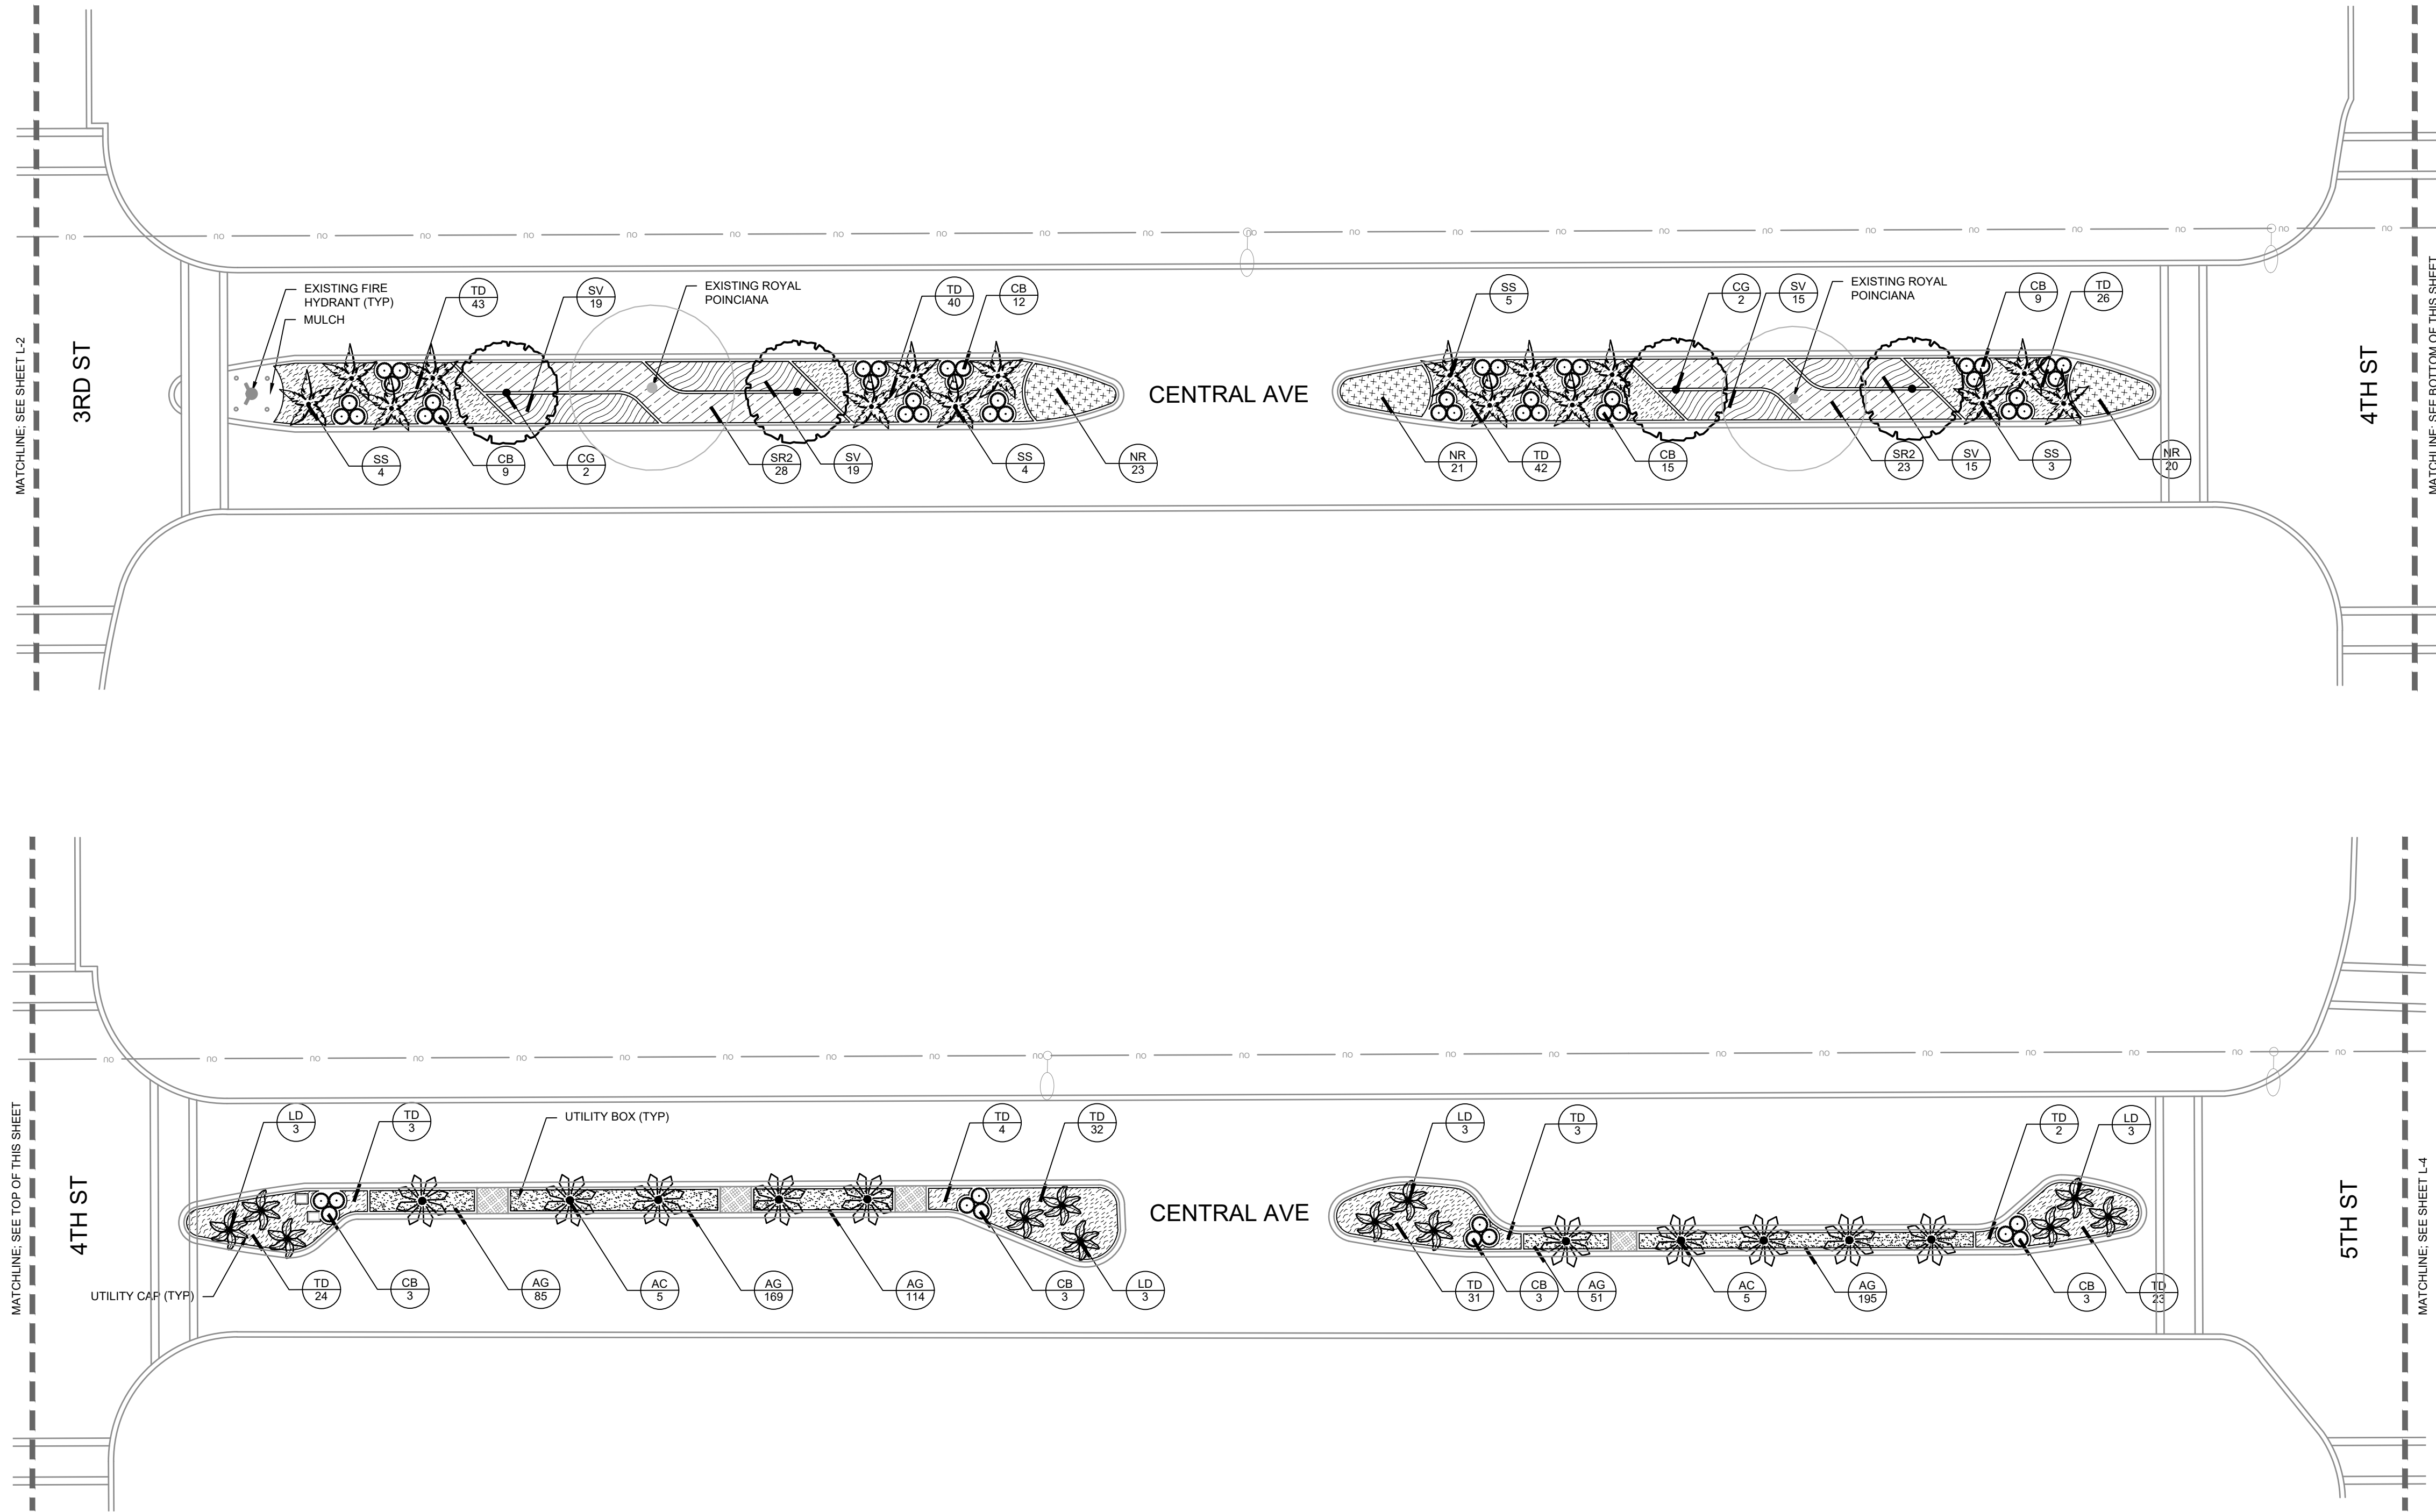 MATCHLINE; SEE SHEET L-2
3RD ST
EXISTING FIRE
HYDRANT (TYP)
MULCH
TD
43
SV
19
EXISTING ROYAL
POINCIANA
TD
40
CB
12
SS
4
CB
9
CG
2
SR2
28
SV
19
SS
4
NR
23
CENTRAL AVE
SS
5
CG
2
SV
15
EXISTING ROYAL
POINCIANA
CB
9
TD
26
NR
21
TD
42
CB
15
SR2
23
SV
15
SS
3
NR
20
4TH ST
MATCHLINE; SEE BOTTOM OF THIS SHEET
MATCHLINE; SEE TOP OF THIS SHEET
4TH ST
LD
3
TD
3
UTILITY BOX (TYP)
TD
4
TD
32
UTILITY CAP (TYP)
TD
24
CB
3
AG
85
AC
5
AG
169
AG
114
CB
3
LD
3
CENTRAL AVE
LD
3
TD
3
TD
2
LD
3
TD
31
CB
3
AG
51
AC
5
AG
195
CB
3
TD
23
5TH ST
MATCHLINE; SEE SHEET L-4